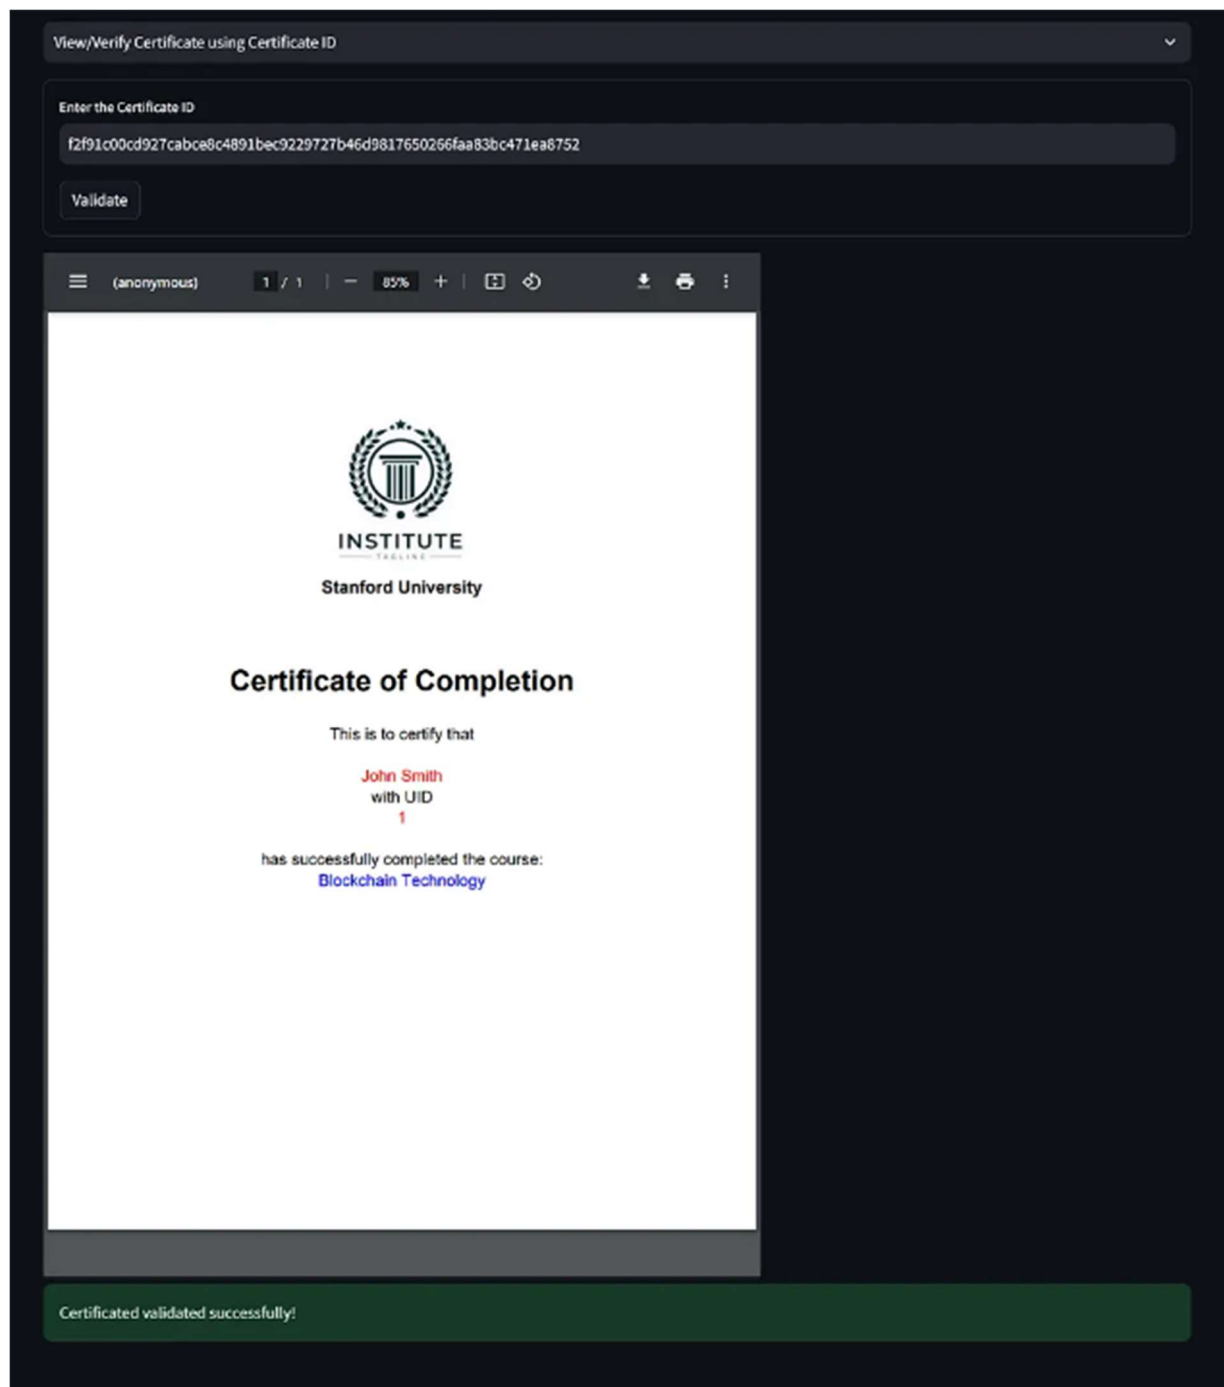 View/Verify Certificate using Certificate ID
Enter the Certificate ID
f2f91c00cd927cabce8c4891bec9229727b46d9817650266faa83bc471ea8752
Validate
(anonymous) 1 / 1 85%
INSTITUTE
TAGLINE
Stanford University
Certificate of Completion
This is to certify that
John Smith
with UID
1
has successfully completed the course:
Blockchain Technology
Certificated validated successfully!